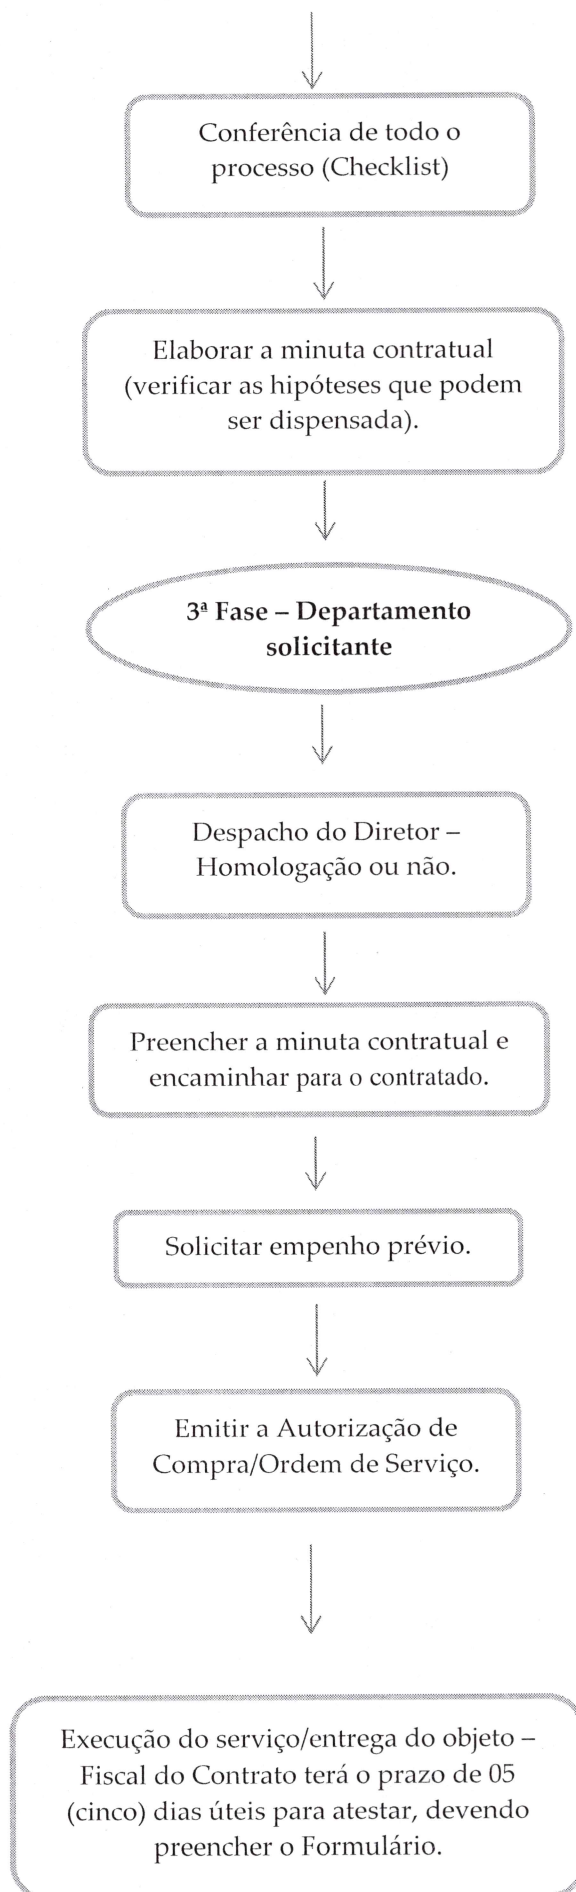 Conferência de todo o
processo (Checklist)
Elaborar a minuta contratual
(verificar as hipóteses que podem
ser dispensada).
3ª Fase – Departamento
solicitante
Despacho do Diretor –
Homologação ou não.
Preencher a minuta contratual e
encaminhar para o contratado.
Solicitar empenho prévio.
Emitir a Autorização de
Compra/Ordem de Serviço.
Execução do serviço/entrega do objeto –
Fiscal do Contrato terá o prazo de 05
(cinco) dias úteis para atestar, devendo
preencher o Formulário.